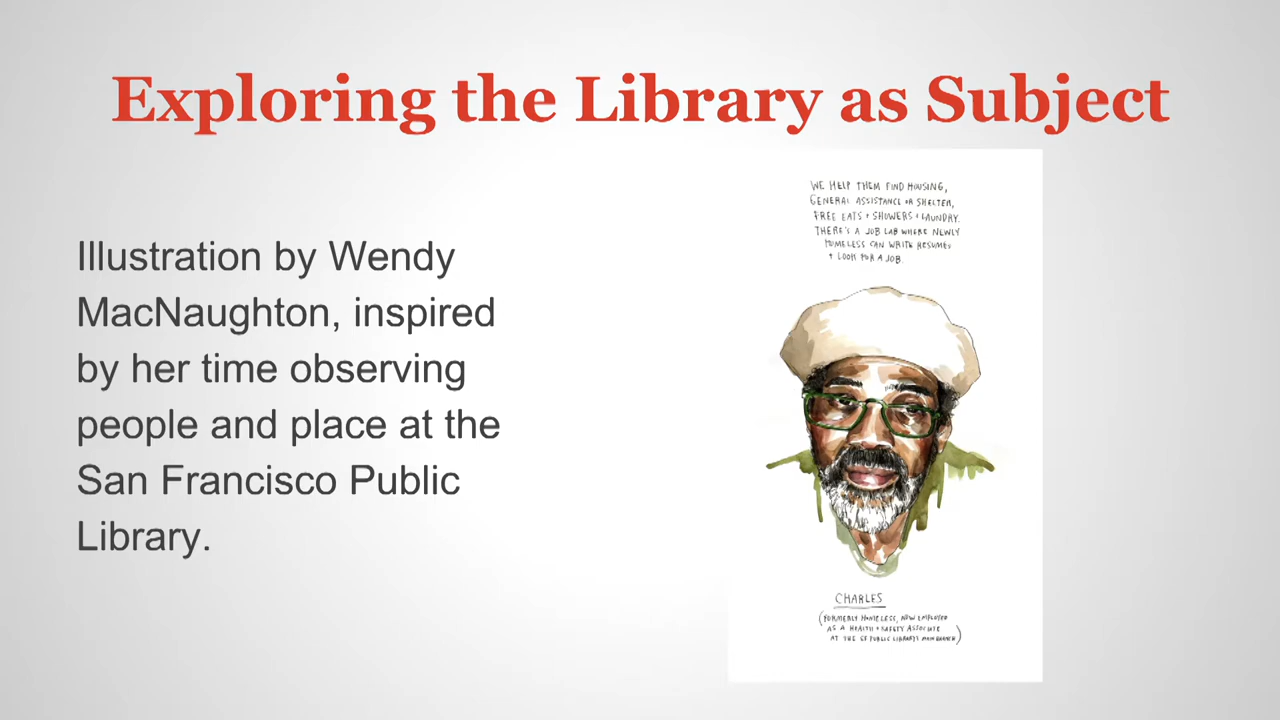 Exploring the Library as Subject
Illustration by Wendy
MacNaughton, inspired
by her time observing
people and place at the
San Francisco Public
Library.
WE HELP THEM FIND HOUSING,
GENERAL ASSISTANCE OR SHELTER,
FREE EATS + SHOWERS + LAUNDRY.
THERE'S A JOB LAB WHERE NEWLY
HOMELESS CAN WRITE RESUMES
+ LOOK FOR A JOB.
CHARLES
(FORMERLY HOMELESS, NOW EMPLOYED
AS A HEALTH + SAFETY ASSOCIATE
AT THE SF PUBLIC LIBRARY'S MAIN BRANCH)